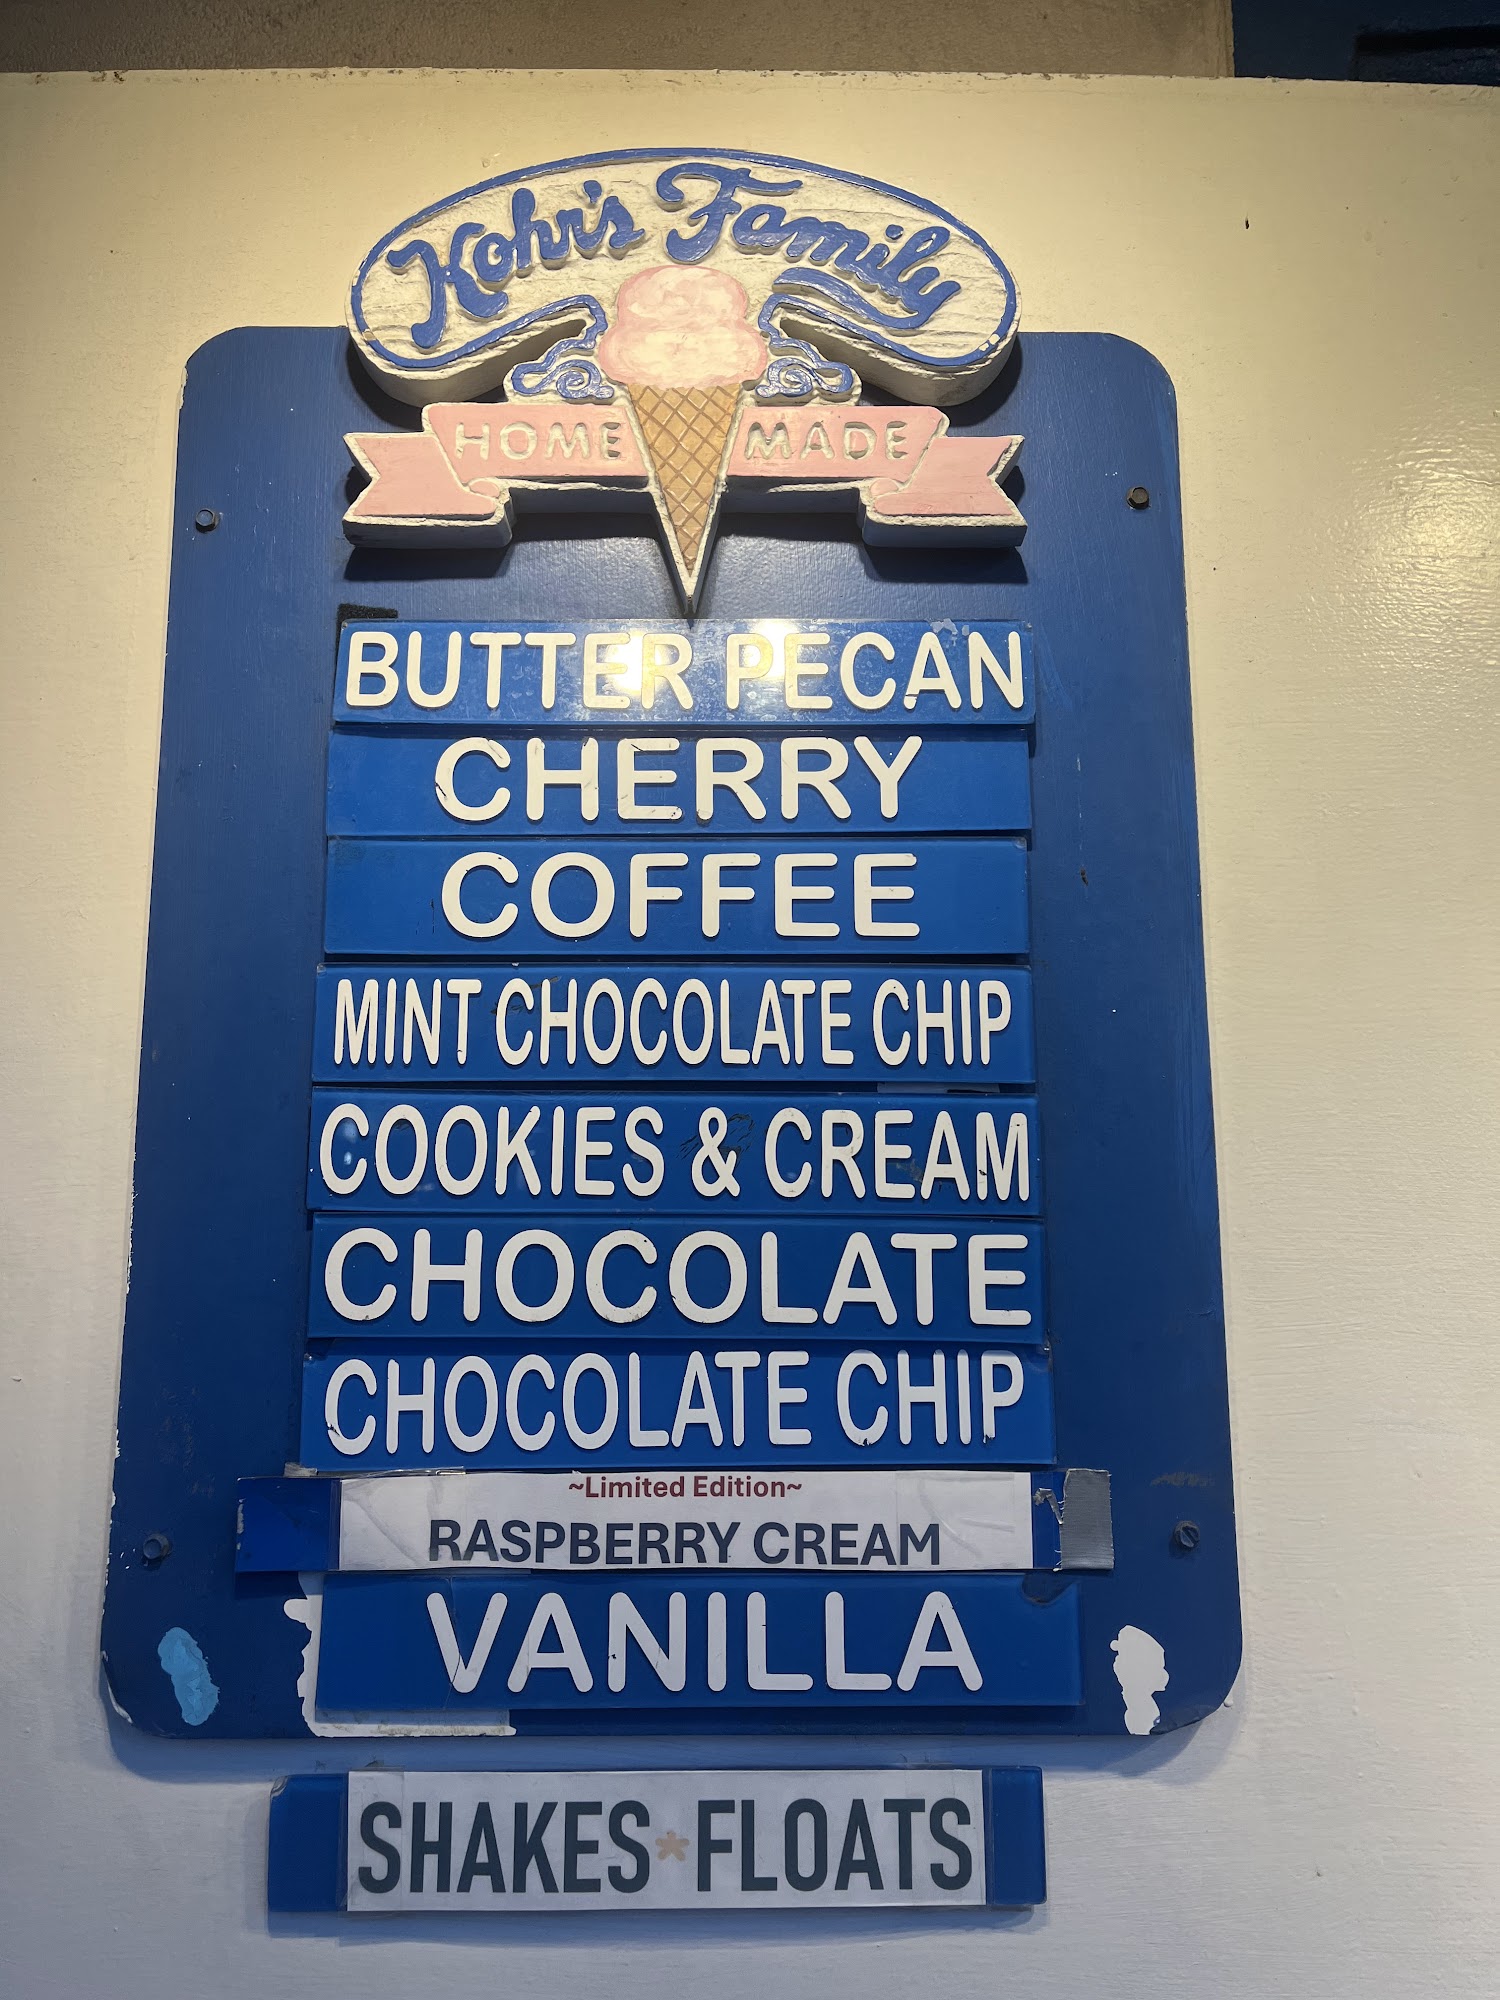 Kohr's Family
HOME MADE
BUTTER PECAN
CHERRY
COFFEE
MINT CHOCOLATE CHIP
COOKIES & CREAM
CHOCOLATE
CHOCOLATE CHIP
~Limited Edition~
RASPBERRY CREAM
VANILLA
SHAKES*FLOATS